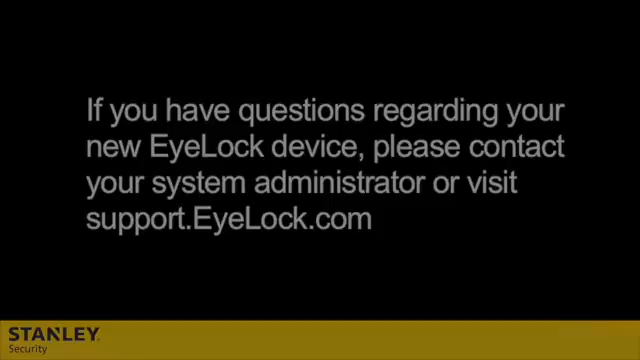 If you have questions regarding your
new EyeLock device, please contact
your system administrator or visit
support.EyeLock.com
STANLEY
Security